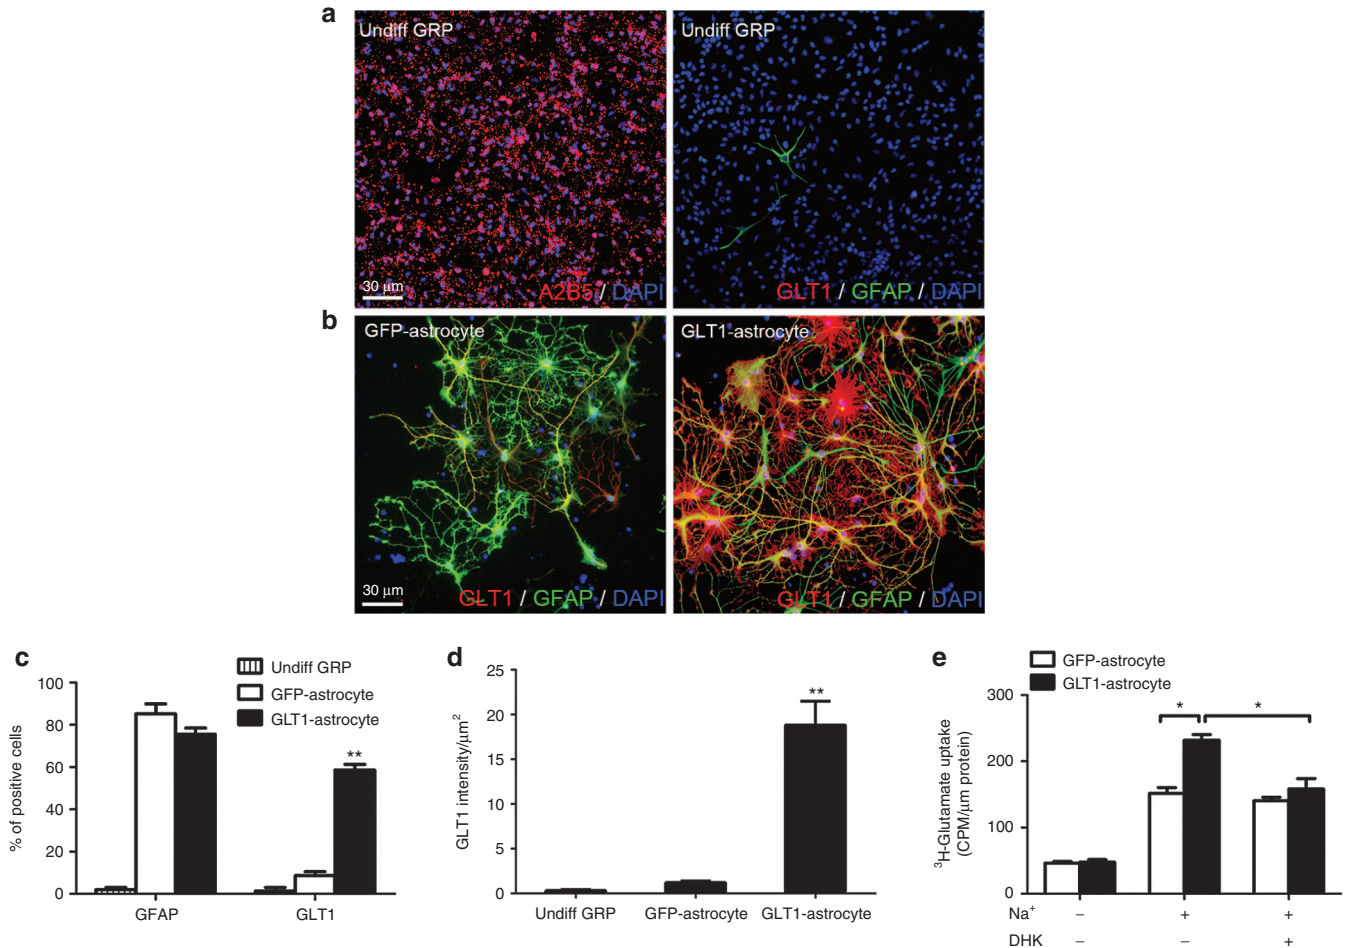 a
Undiff GRP
Undiff GRP
30 µm
A2B5 / DAPI
GLT1 / GFAP / DAPI
b
GFP-astrocyte
GLT1-astrocyte
30 µm
GLT1 / GFAP / DAPI
GLT1 / GFAP / DAPI
c
Undiff GRP
GFP-astrocyte
GLT1-astrocyte
% of positive cells
100
80
60
40
20
0
**
GFAP
GLT1
d
GLT1 intensity/µm²
25
20
15
10
5
0
**
Undiff GRP
GFP-astrocyte
GLT1-astrocyte
e
GFP-astrocyte
GLT1-astrocyte
³H-Glutamate uptake
(CPM/µm protein)
300
200
100
0
*
*
Na⁺ – + +
DHK – – +